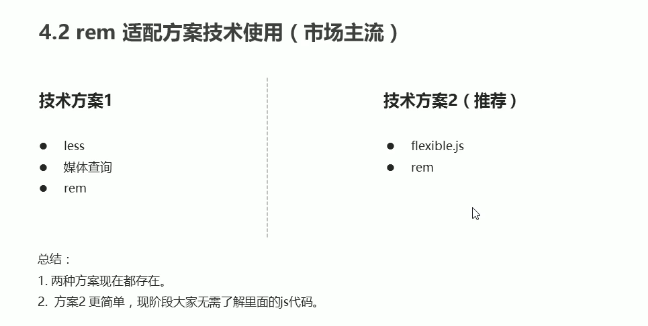 4.2 rem 适配方案技术使用（市场主流）
技术方案1
● less
● 媒体查询
● rem
技术方案2（推荐）
● flexible.js
● rem
总结：
1. 两种方案现在都存在。
2. 方案2 更简单，现阶段大家无需了解里面的js代码。